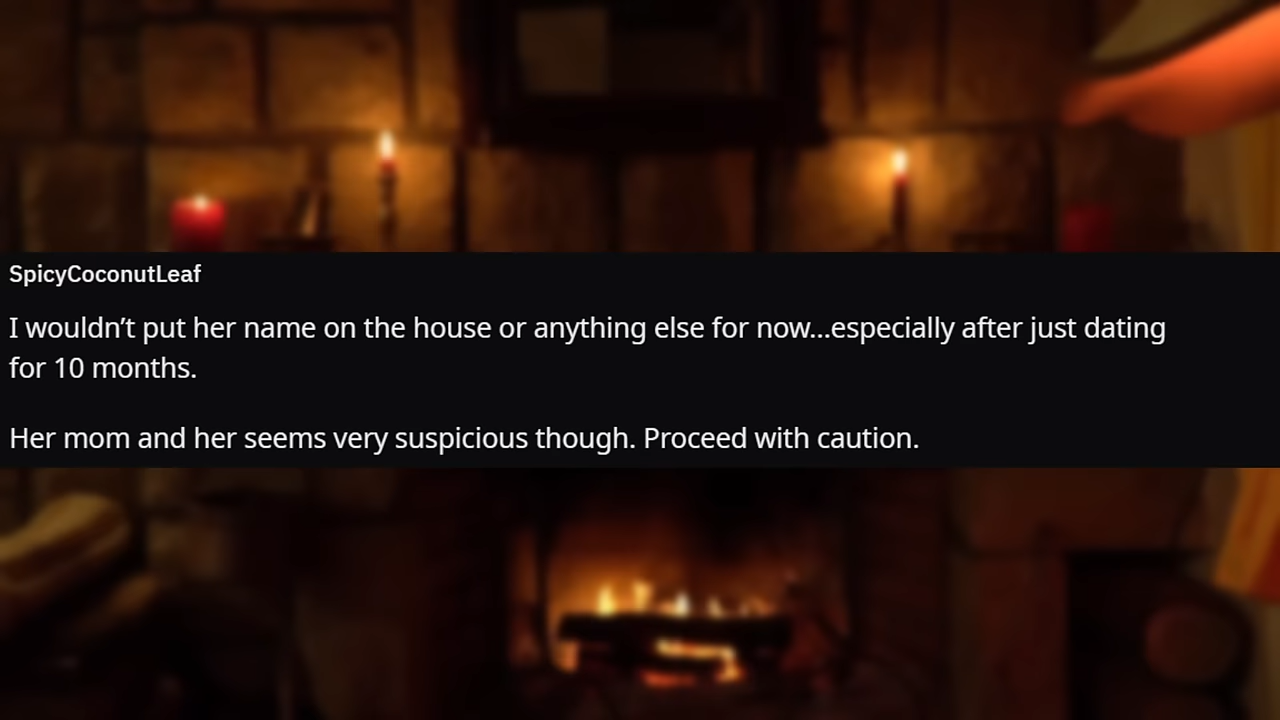 SpicyCoconutLeaf
I wouldn’t put her name on the house or anything else for now...especially after just dating
for 10 months.
Her mom and her seems very suspicious though. Proceed with caution.